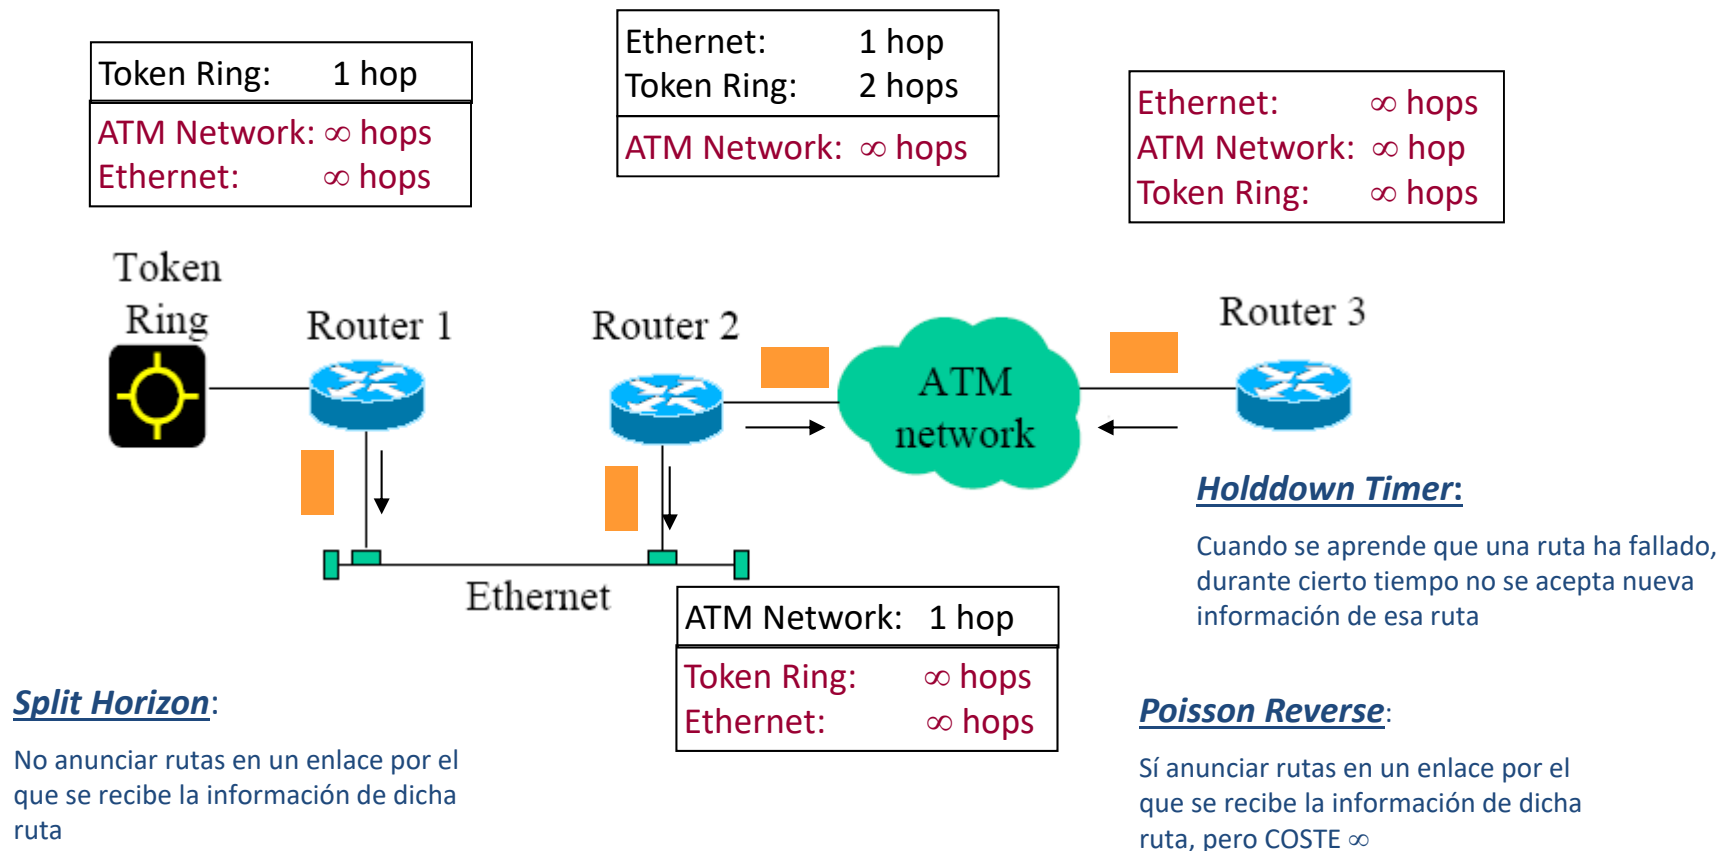 Token Ring: 1 hop
ATM Network: ∞ hops
Ethernet: ∞ hops
Ethernet: 1 hop
Token Ring: 2 hops
ATM Network: ∞ hops
Ethernet: ∞ hops
ATM Network: ∞ hop
Token Ring: ∞ hops
Token
Ring
Router 1
Router 2
ATM
network
Router 3
Ethernet
ATM Network: 1 hop
Token Ring: ∞ hops
Ethernet: ∞ hops
Holddown Timer:
Cuando se aprende que una ruta ha fallado,
durante cierto tiempo no se acepta nueva
información de esa ruta
Split Horizon:
No anunciar rutas en un enlace por el
que se recibe la información de dicha
ruta
Poisson Reverse:
Sí anunciar rutas en un enlace por el
que se recibe la información de dicha
ruta, pero COSTE ∞